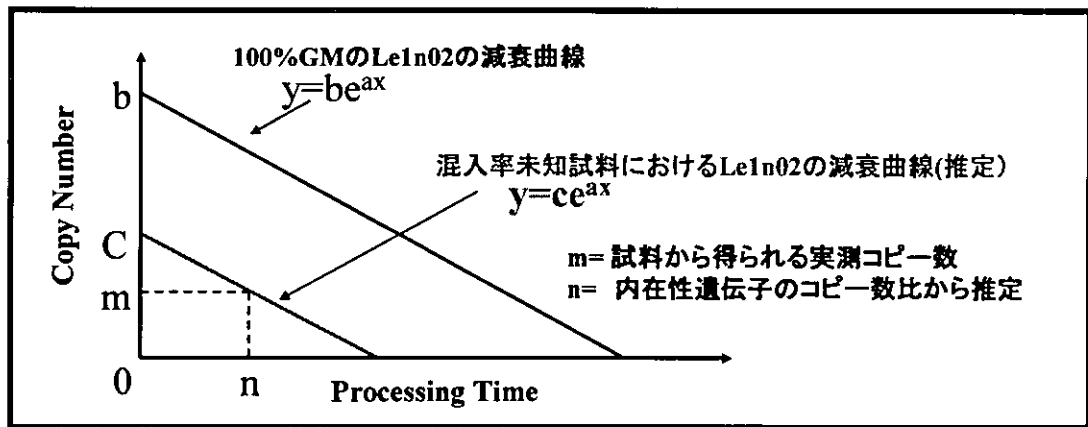 100%GMのLe1n02の減衰曲線
y=be^ax
b
混入率未知試料におけるLe1n02の減衰曲線(推定)
y=ce^ax
Copy Number
C
m= 試料から得られる実測コピー数
m
n= 内在性遺伝子のコピー数比から推定
0
n
Processing Time